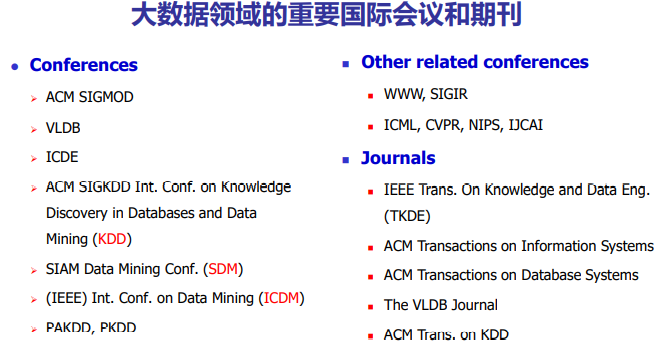 大数据领域的重要国际会议和期刊
Conferences
ACM SIGMOD
VLDB
ICDE
ACM SIGKDD Int. Conf. on Knowledge
Discovery in Databases and Data
Mining (KDD)
SIAM Data Mining Conf. (SDM)
(IEEE) Int. Conf. on Data Mining (ICDM)
PAKDD, PKDD
Other related conferences
WWW, SIGIR
ICML, CVPR, NIPS, IJCAI
Journals
IEEE Trans. On Knowledge and Data Eng.
(TKDE)
ACM Transactions on Information Systems
ACM Transactions on Database Systems
The VLDB Journal
ACM Trans. on KDD